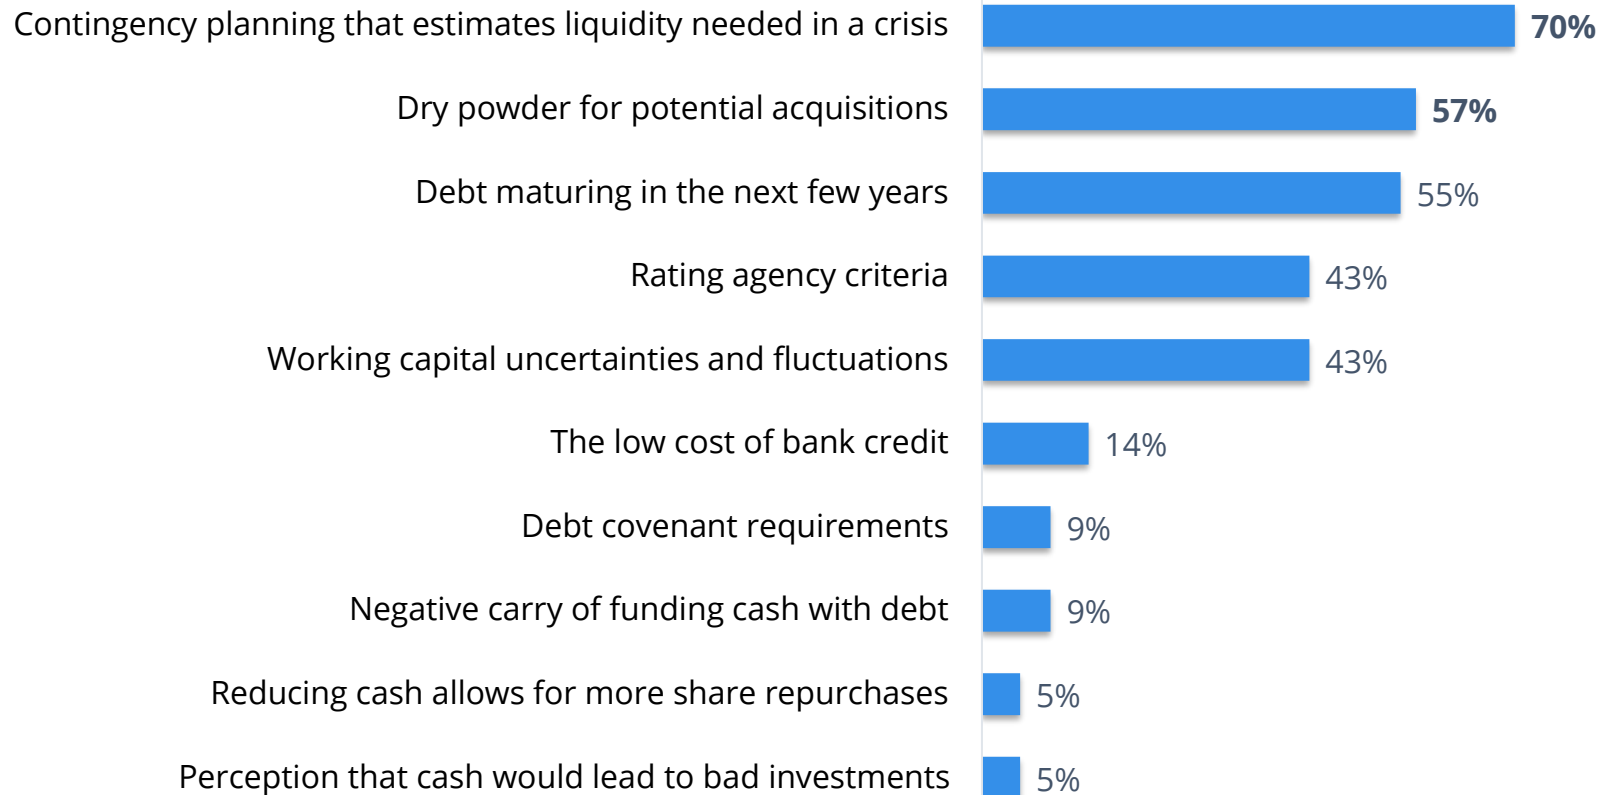 Contingency planning that estimates liquidity needed in a crisis 70%
Dry powder for potential acquisitions 57%
Debt maturing in the next few years 55%
Rating agency criteria 43%
Working capital uncertainties and fluctuations 43%
The low cost of bank credit 14%
Debt covenant requirements 9%
Negative carry of funding cash with debt 9%
Reducing cash allows for more share repurchases 5%
Perception that cash would lead to bad investments 5%